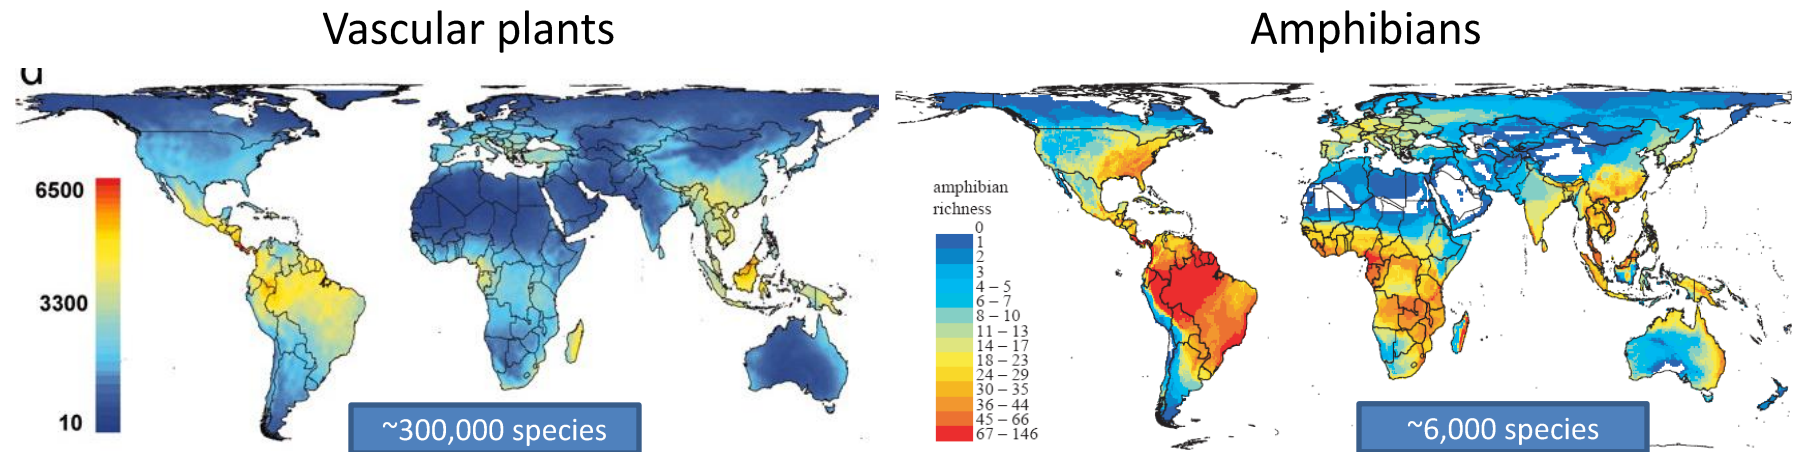 Vascular plants
d
6500
3300
10
~300,000 species
Amphibians
amphibian
richness
0
1
2
3
4 – 5
6 – 7
8 – 10
11 – 13
14 – 17
18 – 23
24 – 29
30 – 35
36 – 44
45 – 66
67 – 146
~6,000 species